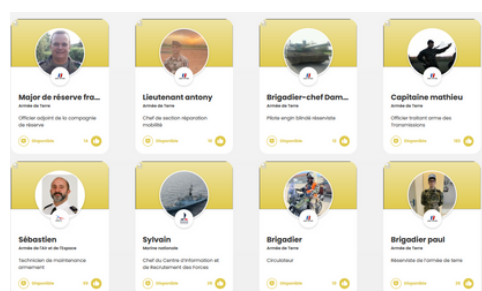 Major de réserve fra...
Armée de Terre
Officier adjoint de la compagnie
de réserve
Disponible
Lieutenant antony
Armée de Terre
Chef de section réparation
mobilité
Disponible
Brigadier-chef Dam...
Armée de Terre
Pilote engin blindé réserviste
Disponible
Capitaine mathieu
Armée de Terre
Officier traitant arme des
Transmissions
Disponible
Sébastien
Armée de l'Air et de l'Espace
Technicien de maintenance
armement
Disponible
Sylvain
Marine nationale
Chef du Centre d'Information et
de Recrutement des Forces
Disponible
Brigadier
Armée de Terre
Circulateur
Disponible
Brigadier paul
Armée de Terre
Réserviste de l'armée de terre
Disponible